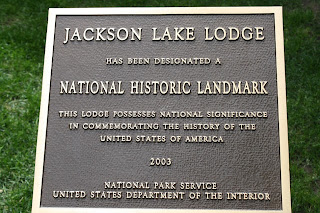 JACKSON LAKE LODGE
HAS BEEN DESIGNATED A
NATIONAL HISTORIC LANDMARK
THIS LODGE POSSESSES NATIONAL SIGNIFICANCE
IN COMMEMORATING THE HISTORY OF THE
UNITED STATES OF AMERICA
2003
NATIONAL PARK SERVICE
UNITED STATES DEPARTMENT OF THE INTERIOR